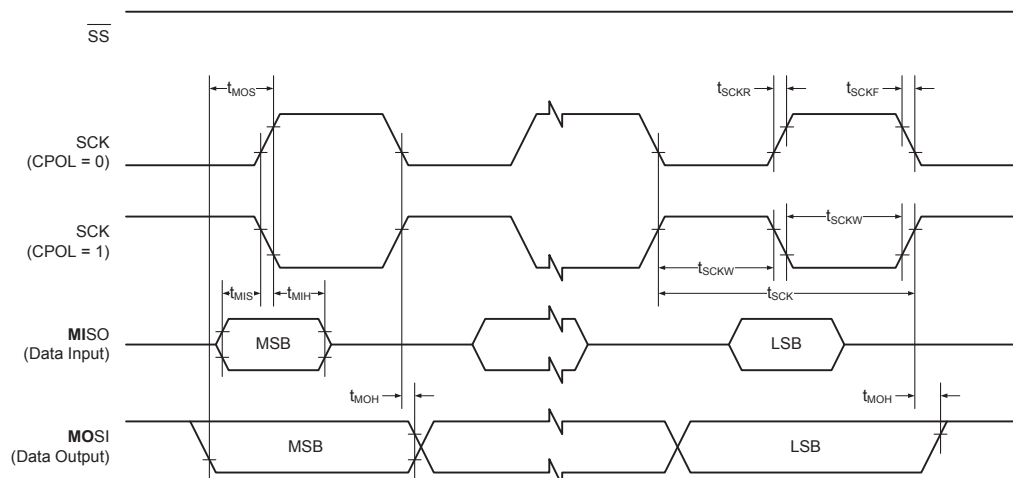 SS
tMOS
tSCKR
tSCKF
SCK
(CPOL = 0)
SCK
(CPOL = 1)
tSCKW
tSCKW
tSCK
tMIS
tMIH
MISO
(Data Input)
MSB
LSB
tMOH
tMOH
MOSI
(Data Output)
MSB
LSB